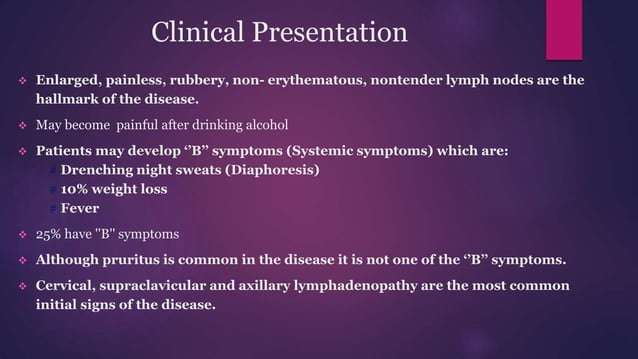 Clinical Presentation
❖ Enlarged, painless, rubbery, non- erythematous, nontender lymph nodes are the
hallmark of the disease.
❖ May become  painful after drinking alcohol
❖ Patients may develop ‘’B’’ symptoms (Systemic symptoms) which are:
# Drenching night sweats (Diaphoresis)
# 10% weight loss
# Fever
❖ 25% have "B" symptoms
❖ Although pruritus is common in the disease it is not one of the ‘’B’’ symptoms.
❖ Cervical, supraclavicular and axillary lymphadenopathy are the most common
initial signs of the disease.